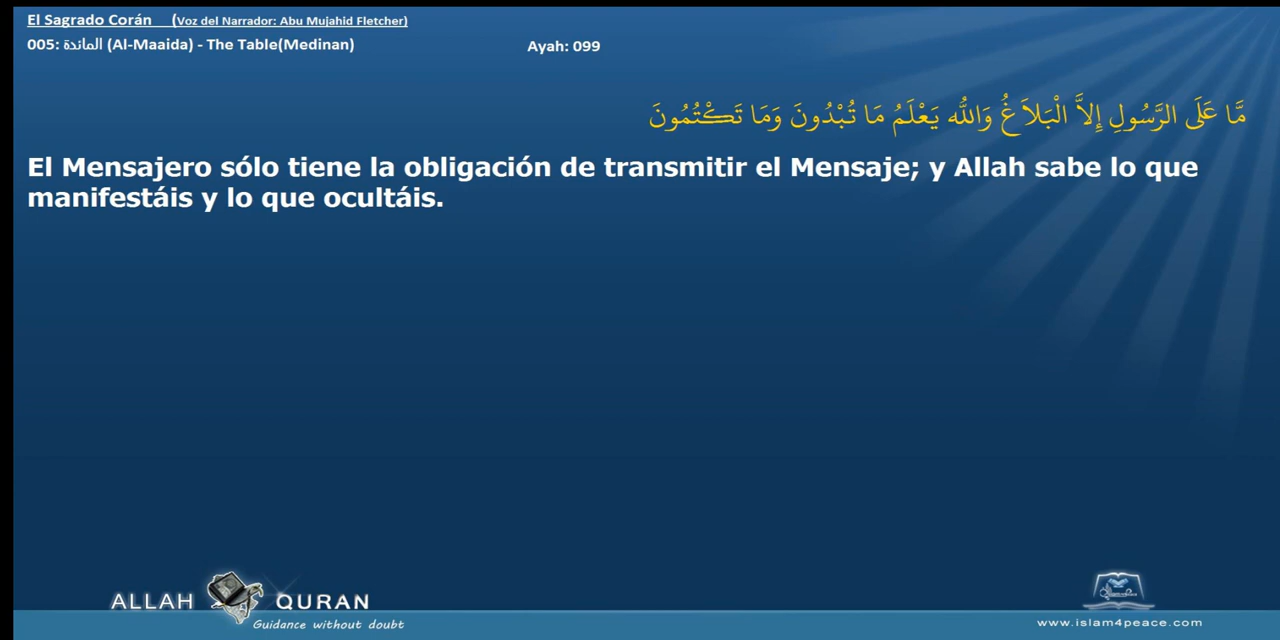 El Sagrado Corán (Voz del Narrador: Abu Mujahid Fletcher)
005: المائدة (Al-Maaida) - The Table(Medinan) Ayah: 099
مَّا عَلَى الرَّسُولِ إِلاَّ الْبَلاَغُ وَاللّه يَعْلَمُ مَا تُبْدُونَ وَمَا تَكْتُمُونَ
El Mensajero sólo tiene la obligación de transmitir el Mensaje; y Allah sabe lo que
manifestáis y lo que ocultáis.
ALLAH QURAN
Guidance without doubt
www.islam4peace.com